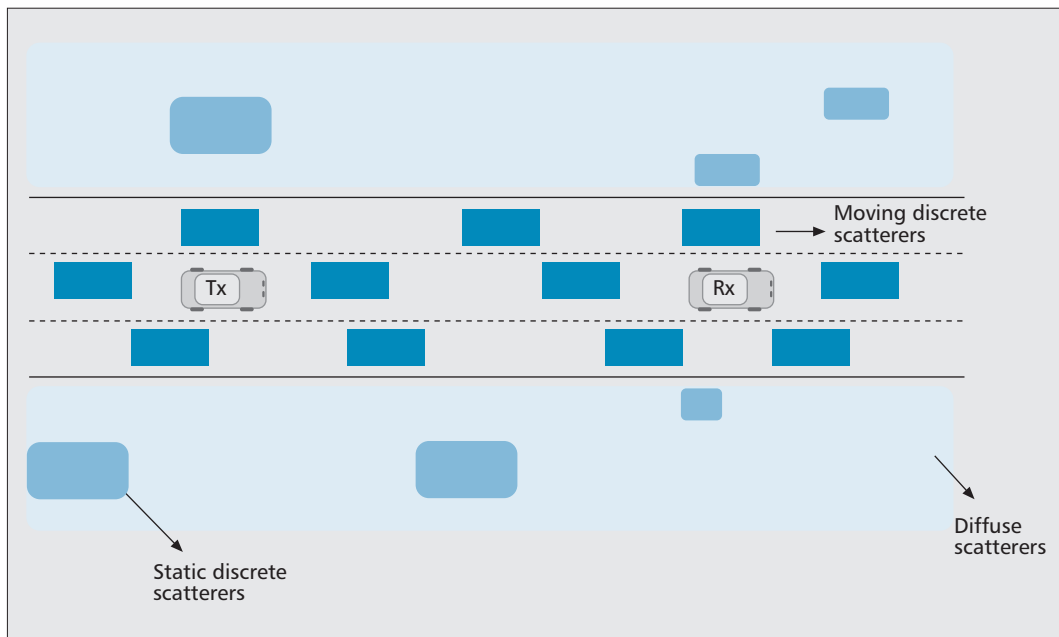 Moving discrete
scatterers
Tx
Rx
Diffuse
scatterers
Static discrete
scatterers